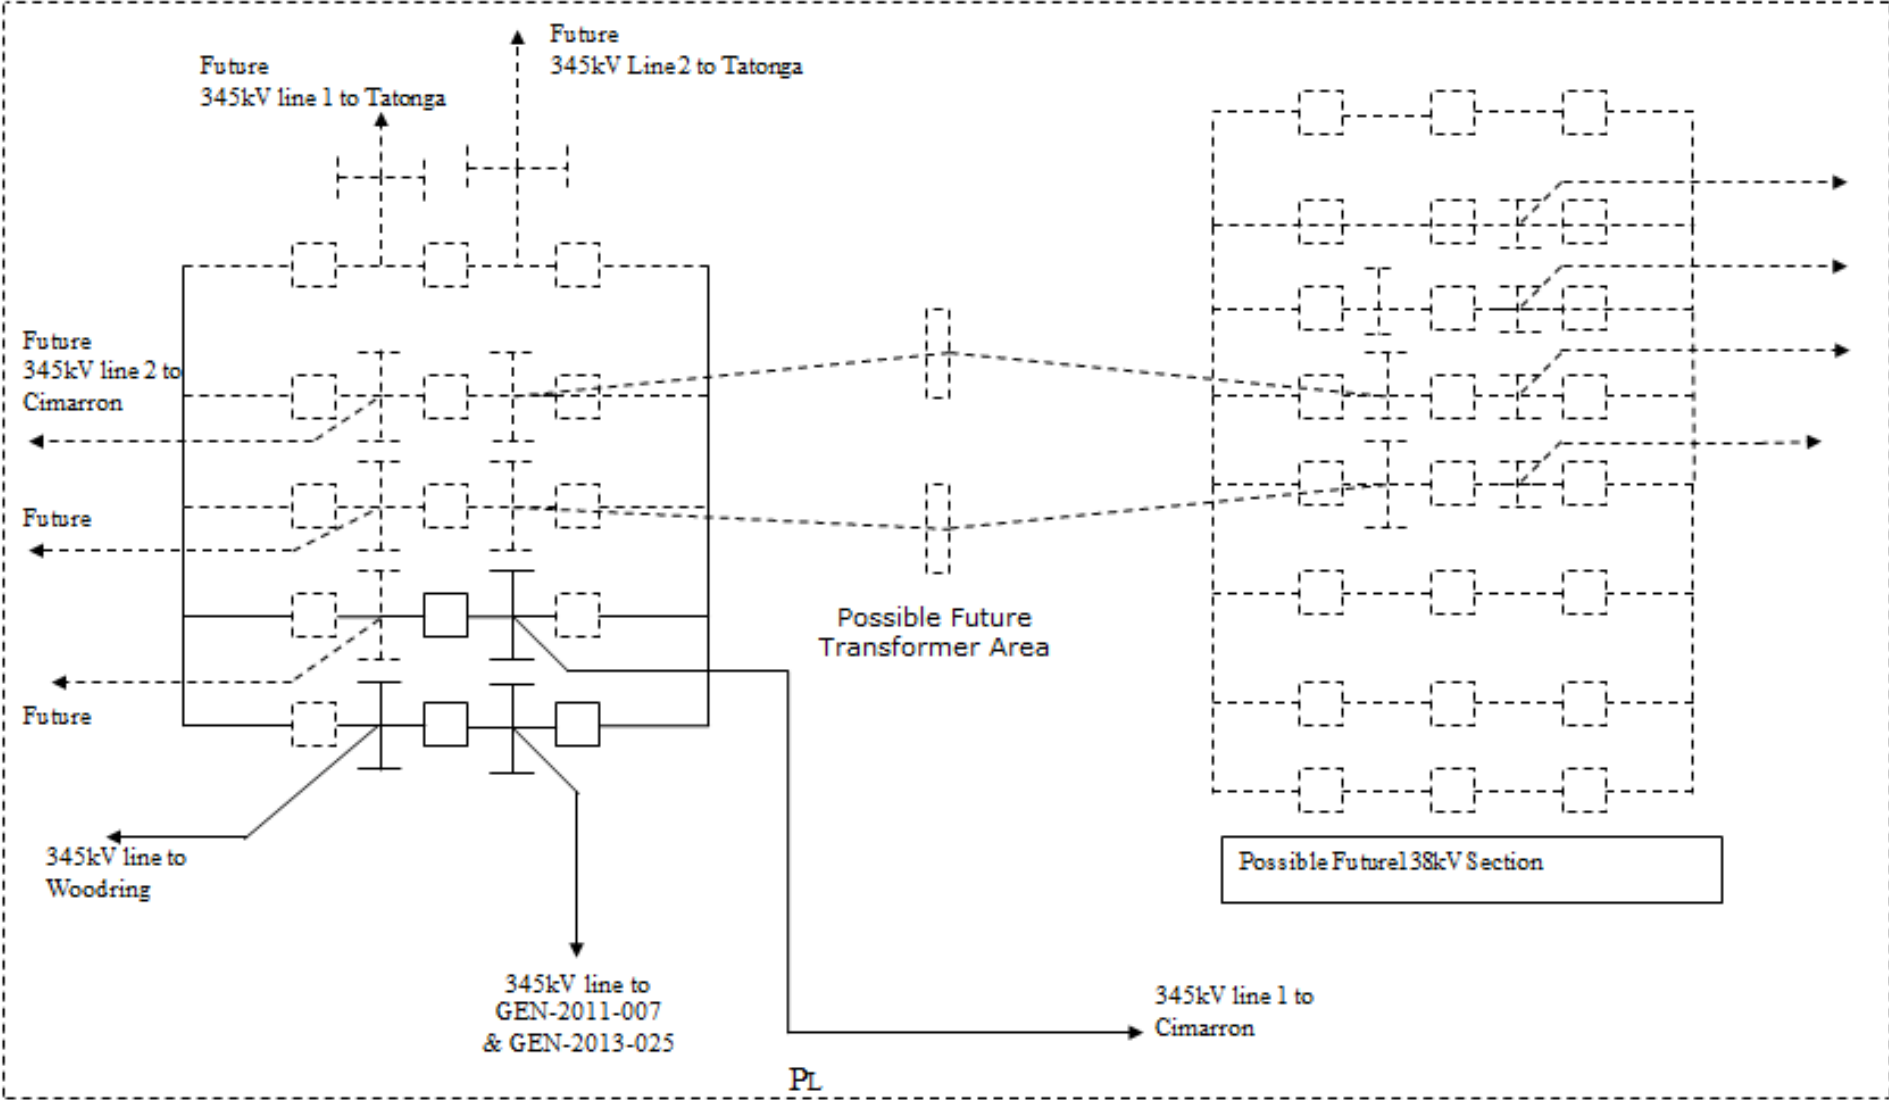 Future
345kV Line2 to Tatonga
Future
345kV line 1 to Tatonga
Future
345kV line 2 to
Cimarron
Future
Possible Future
Transformer Area
Future
345kV line to
Woodring
Possible Future138kV Section
345kV line to
GEN-2011-007
& GEN-2013-025
345kV line 1 to
Cimarron
PL